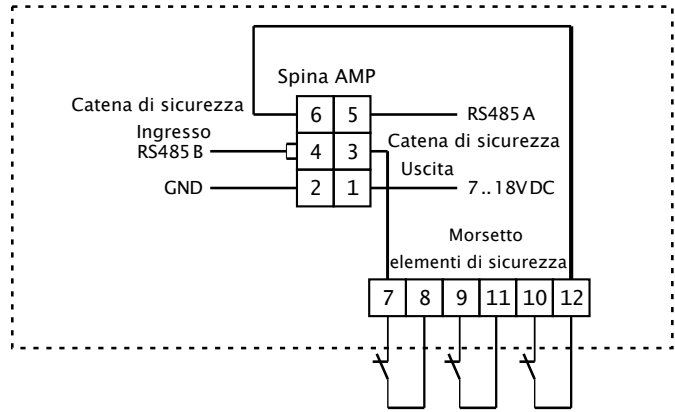 Spina AMP
Catena di sicurezza
Ingresso
6 5
RS485 A
RS485 B
4 3
Catena di sicurezza
Uscita
GND
2 1
7..18VDC
Morsetto
elementi di sicurezza
7 8 9 11 10 12